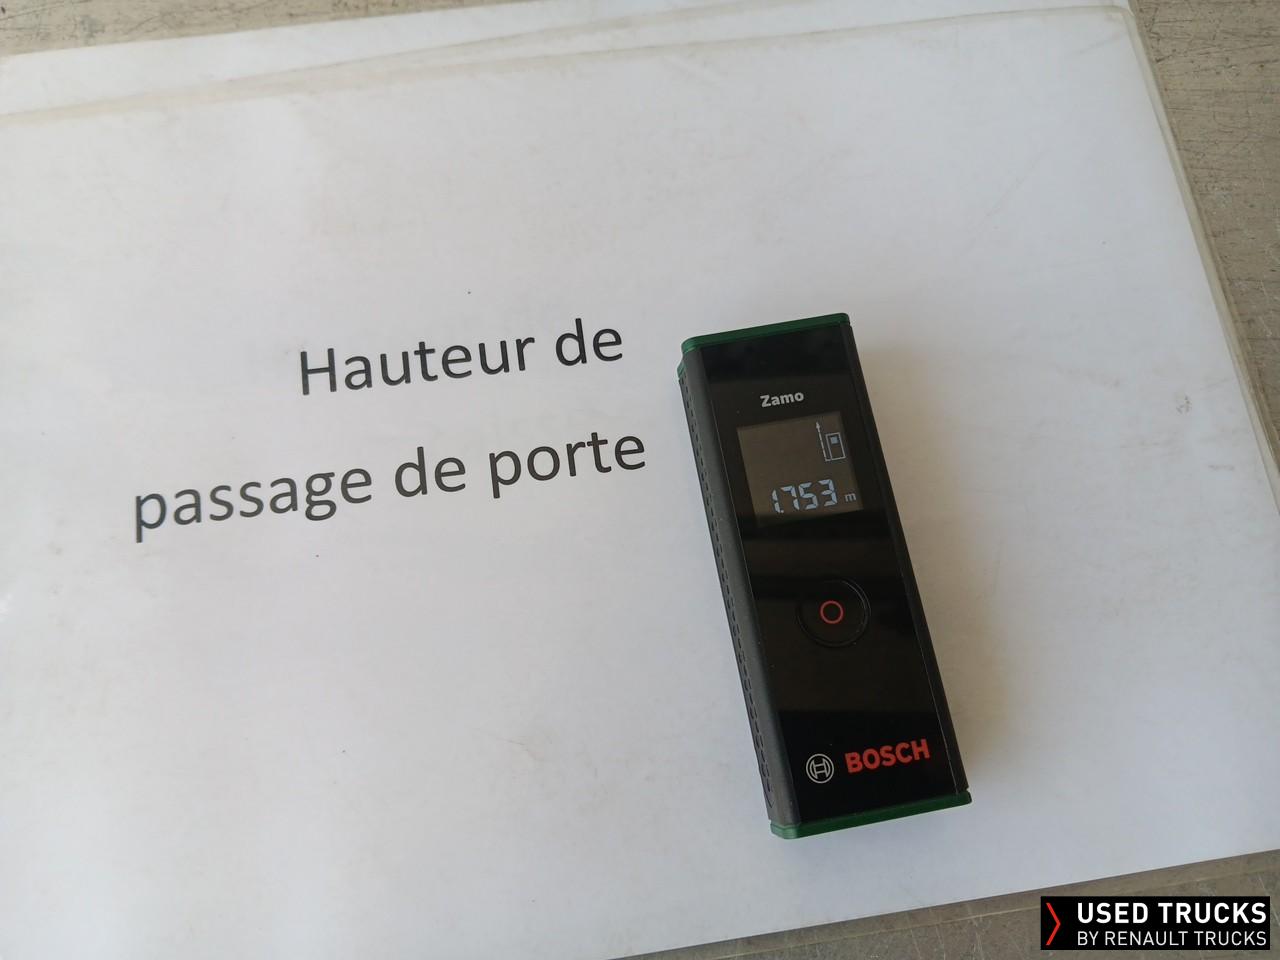 Hauteur de
passage de porte
Zamo
1.753 m
BOSCH
USED TRUCKS
BY RENAULT TRUCKS